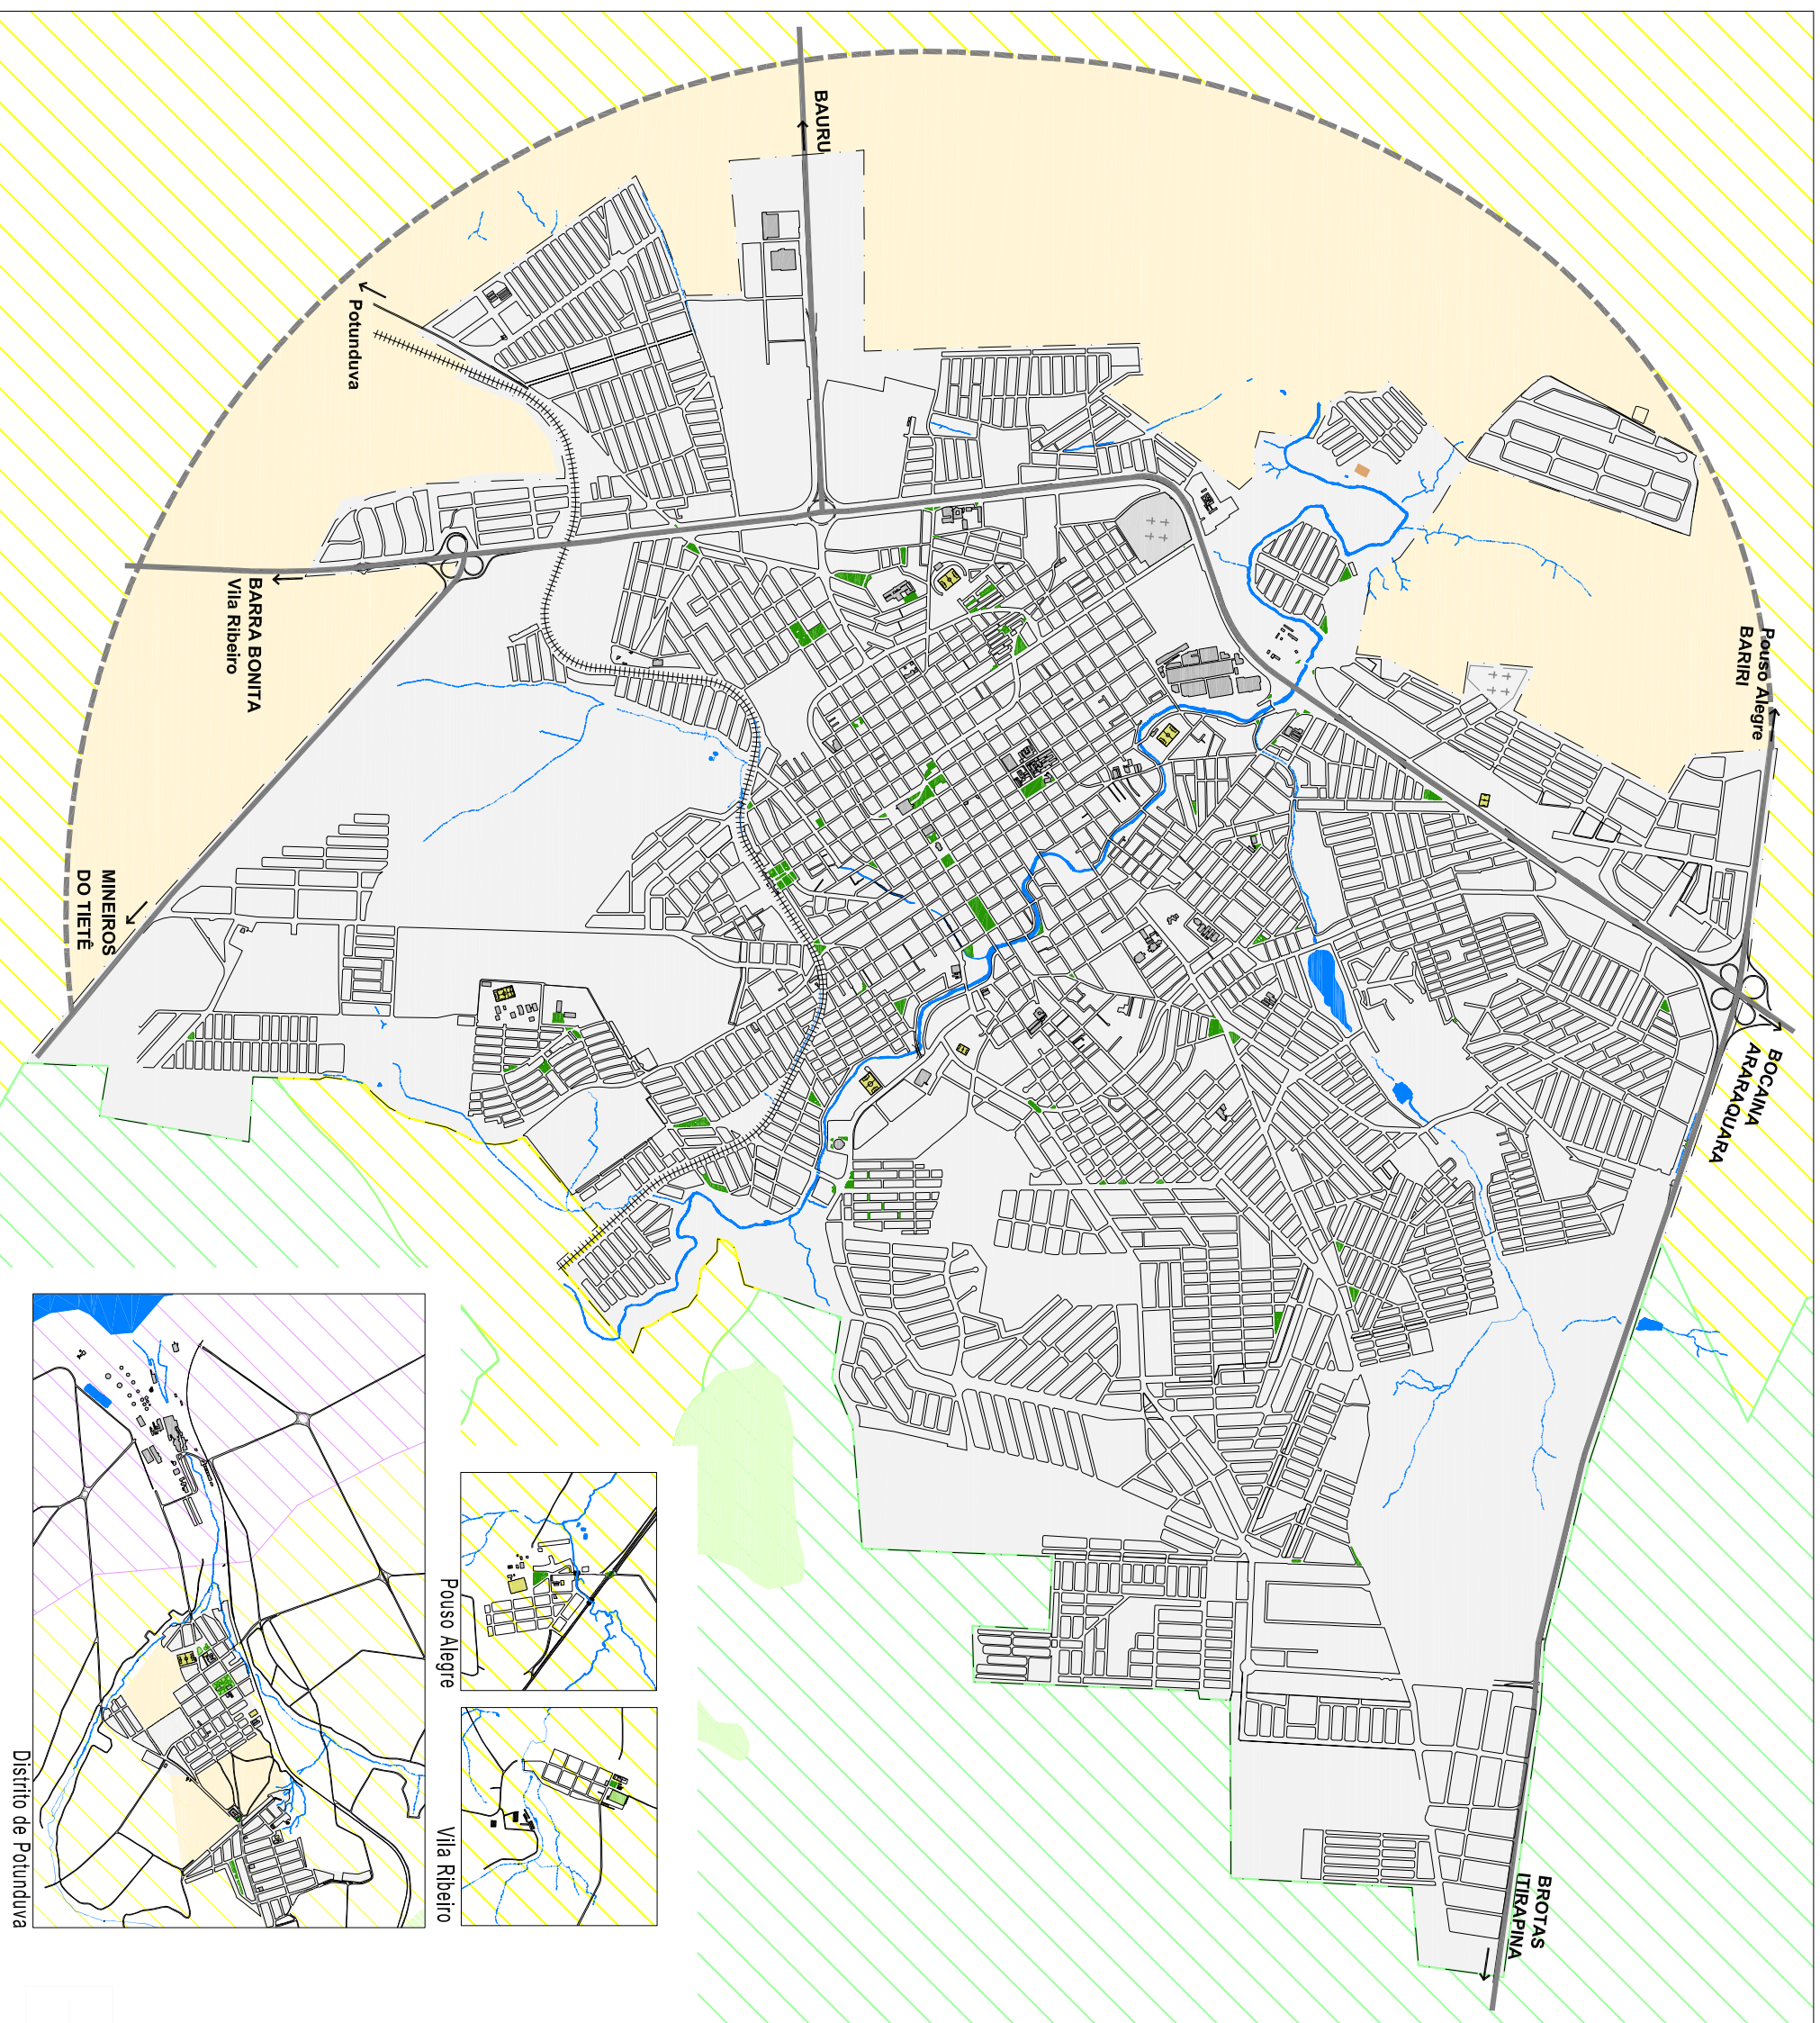 BAURU
Potunduva
BARRA BONITA
Vila Ribeiro
MINEIROS
DO TIETÊ
Pouso Alegre
BARIRI
BOCAINA
ARARAQUARA
BROTAS
ITIRAPINA
Pouso Alegre
Vila Ribeiro
Distrito de Potunduva